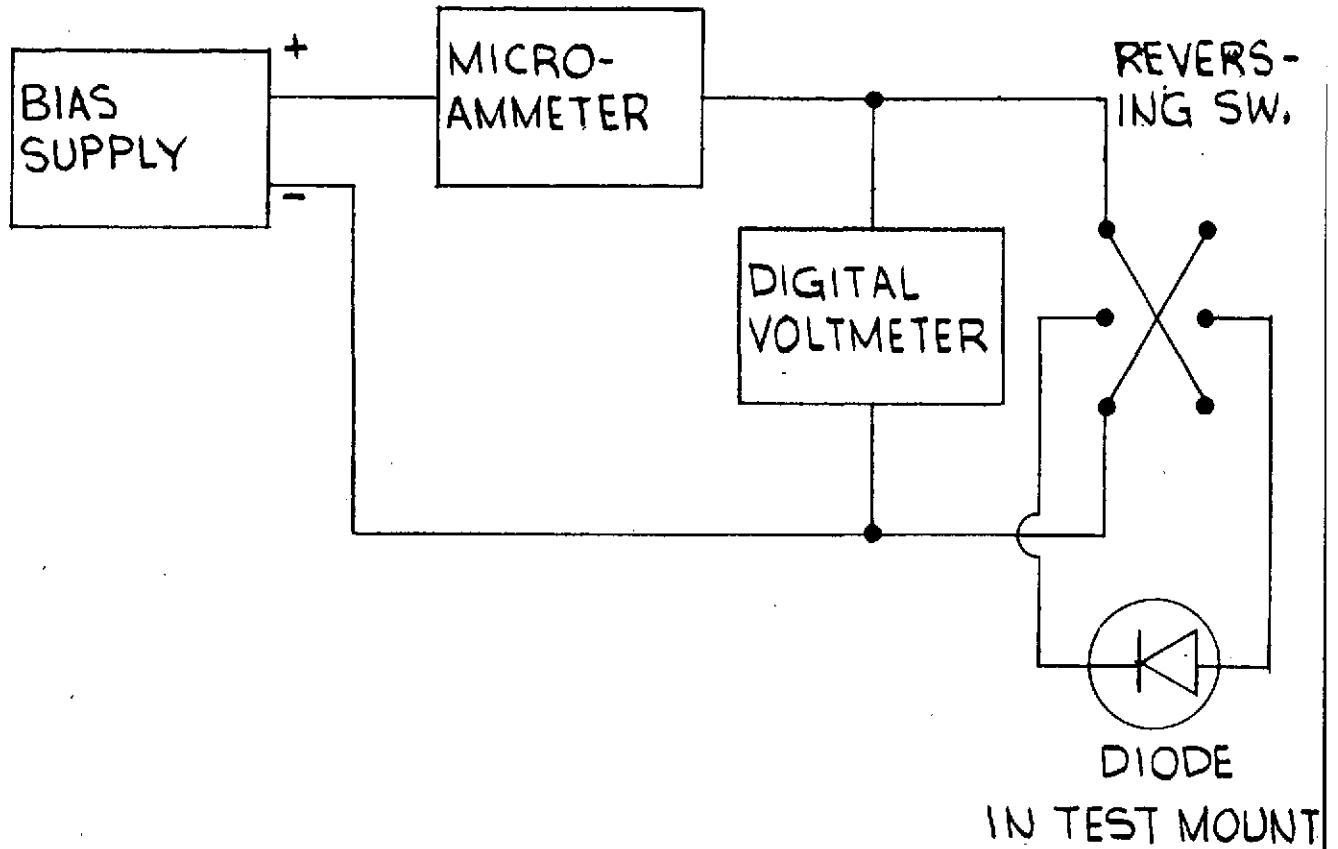 BIAS
SUPPLY
+
-
MICRO-
AMMETER
REVERS-
ING SW.
DIGITAL
VOLTMETER
DIODE
IN TEST MOUNT